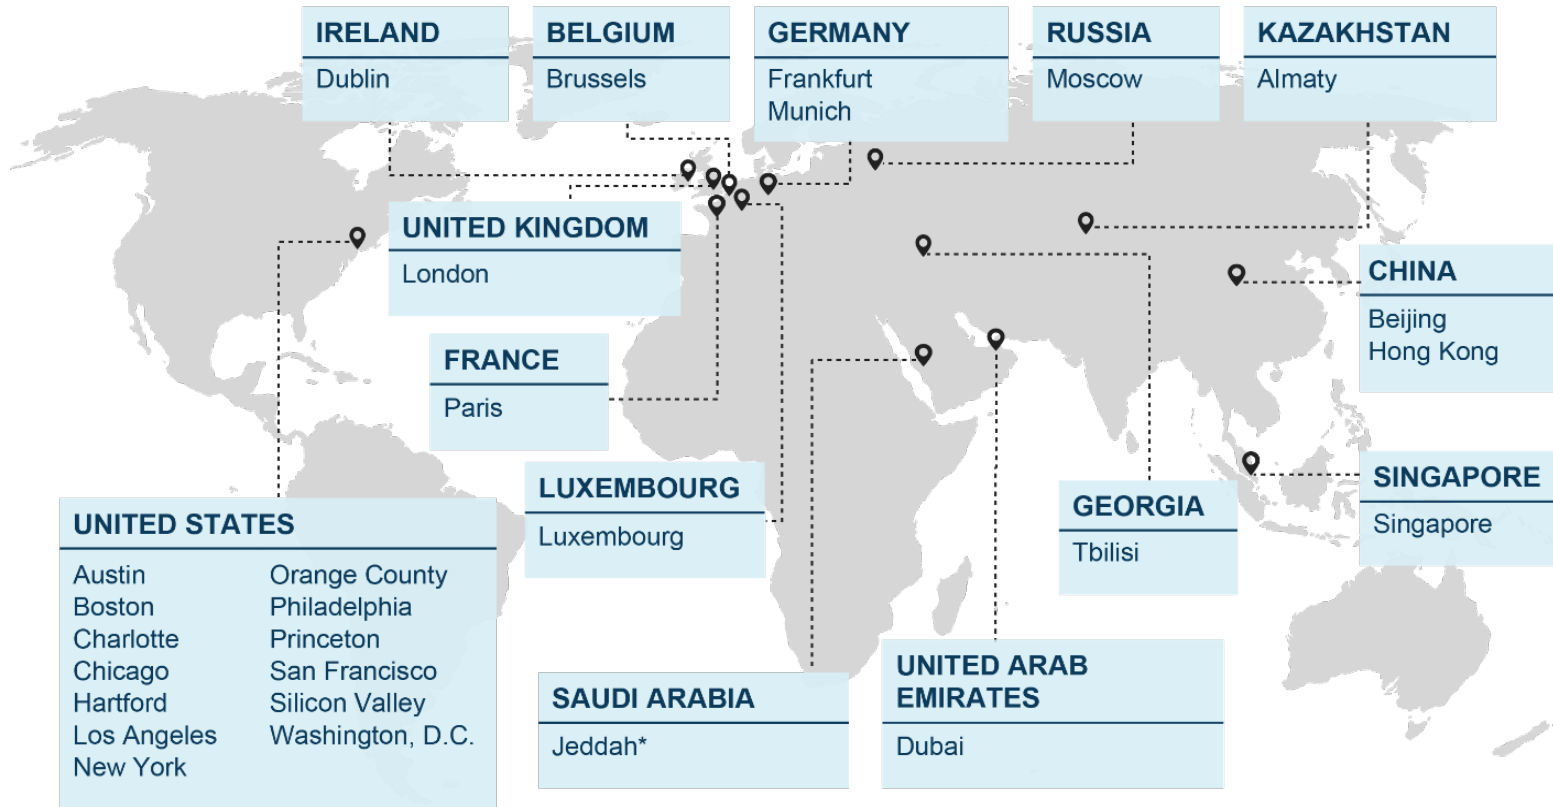 IRELAND
Dublin
BELGIUM
Brussels
GERMANY
Frankfurt
Munich
RUSSIA
Moscow
KAZAKHSTAN
Almaty
UNITED KINGDOM
London
CHINA
Beijing
Hong Kong
FRANCE
Paris
LUXEMBOURG
Luxembourg
GEORGIA
Tbilisi
SINGAPORE
Singapore
UNITED STATES
Austin
Boston
Charlotte
Chicago
Hartford
Los Angeles
New York
Orange County
Philadelphia
Princeton
San Francisco
Silicon Valley
Washington, D.C.
SAUDI ARABIA
Jeddah*
UNITED ARAB
EMIRATES
Dubai